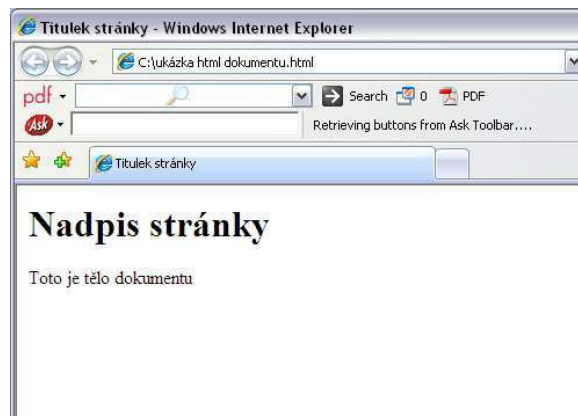 Titulek stránky - Windows Internet Explorer
C:\ukázka html dokumentu.html
pdf Search 0 PDF
Ask Retrieving buttons from Ask Toolbar....
Titulek stránky
Nadpis stránky
Toto je tělo dokumentu